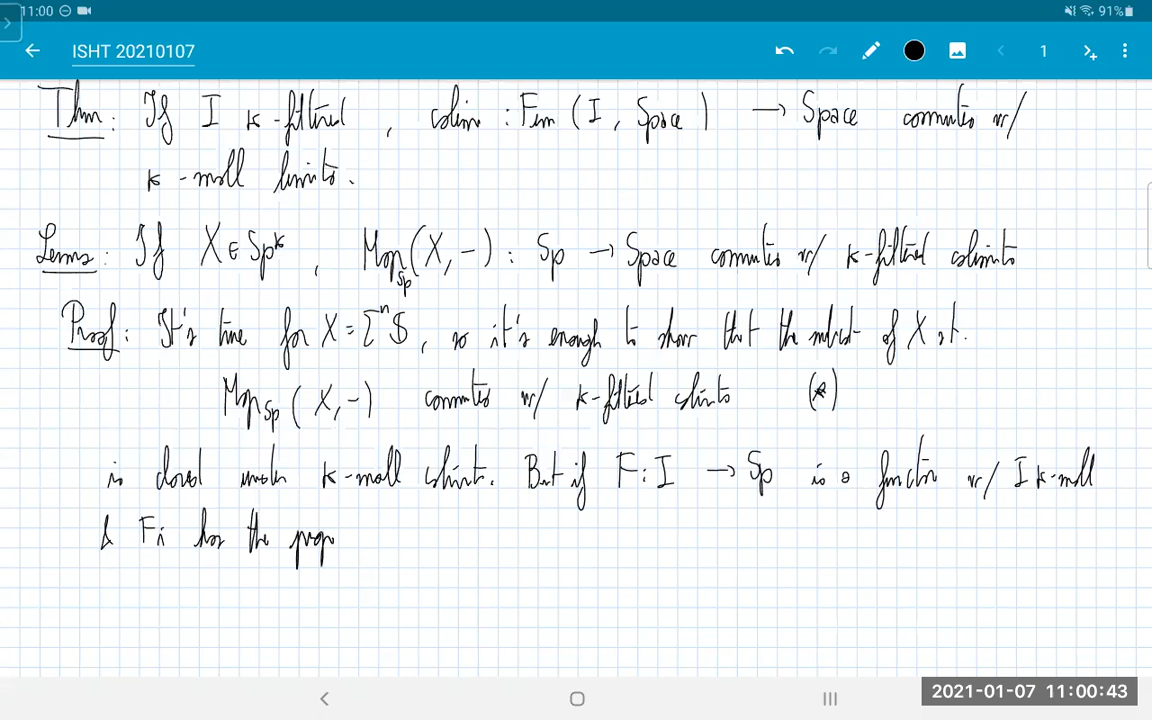 11:00 91%
ISHT 20210107 1
Thm: If I κ-filtered, colim: Fun(I, Space) → Space commutes w/
κ-small limits.
Lemma: If X ∈ Sp^κ, Map_Sp(X, -): Sp → Space commutes w/ κ-filtered colimits
Proof: It's true for X = Σ^n 𝕊, so it's enough to show that the subcat of X st.
Map_Sp(X, -) commutes w/ κ-filtered colimits (*)
is closed under κ-small colimits. But if F: I → Sp is a functor w/ I κ-small
& Fi has the prope
2021-01-07 11:00:43